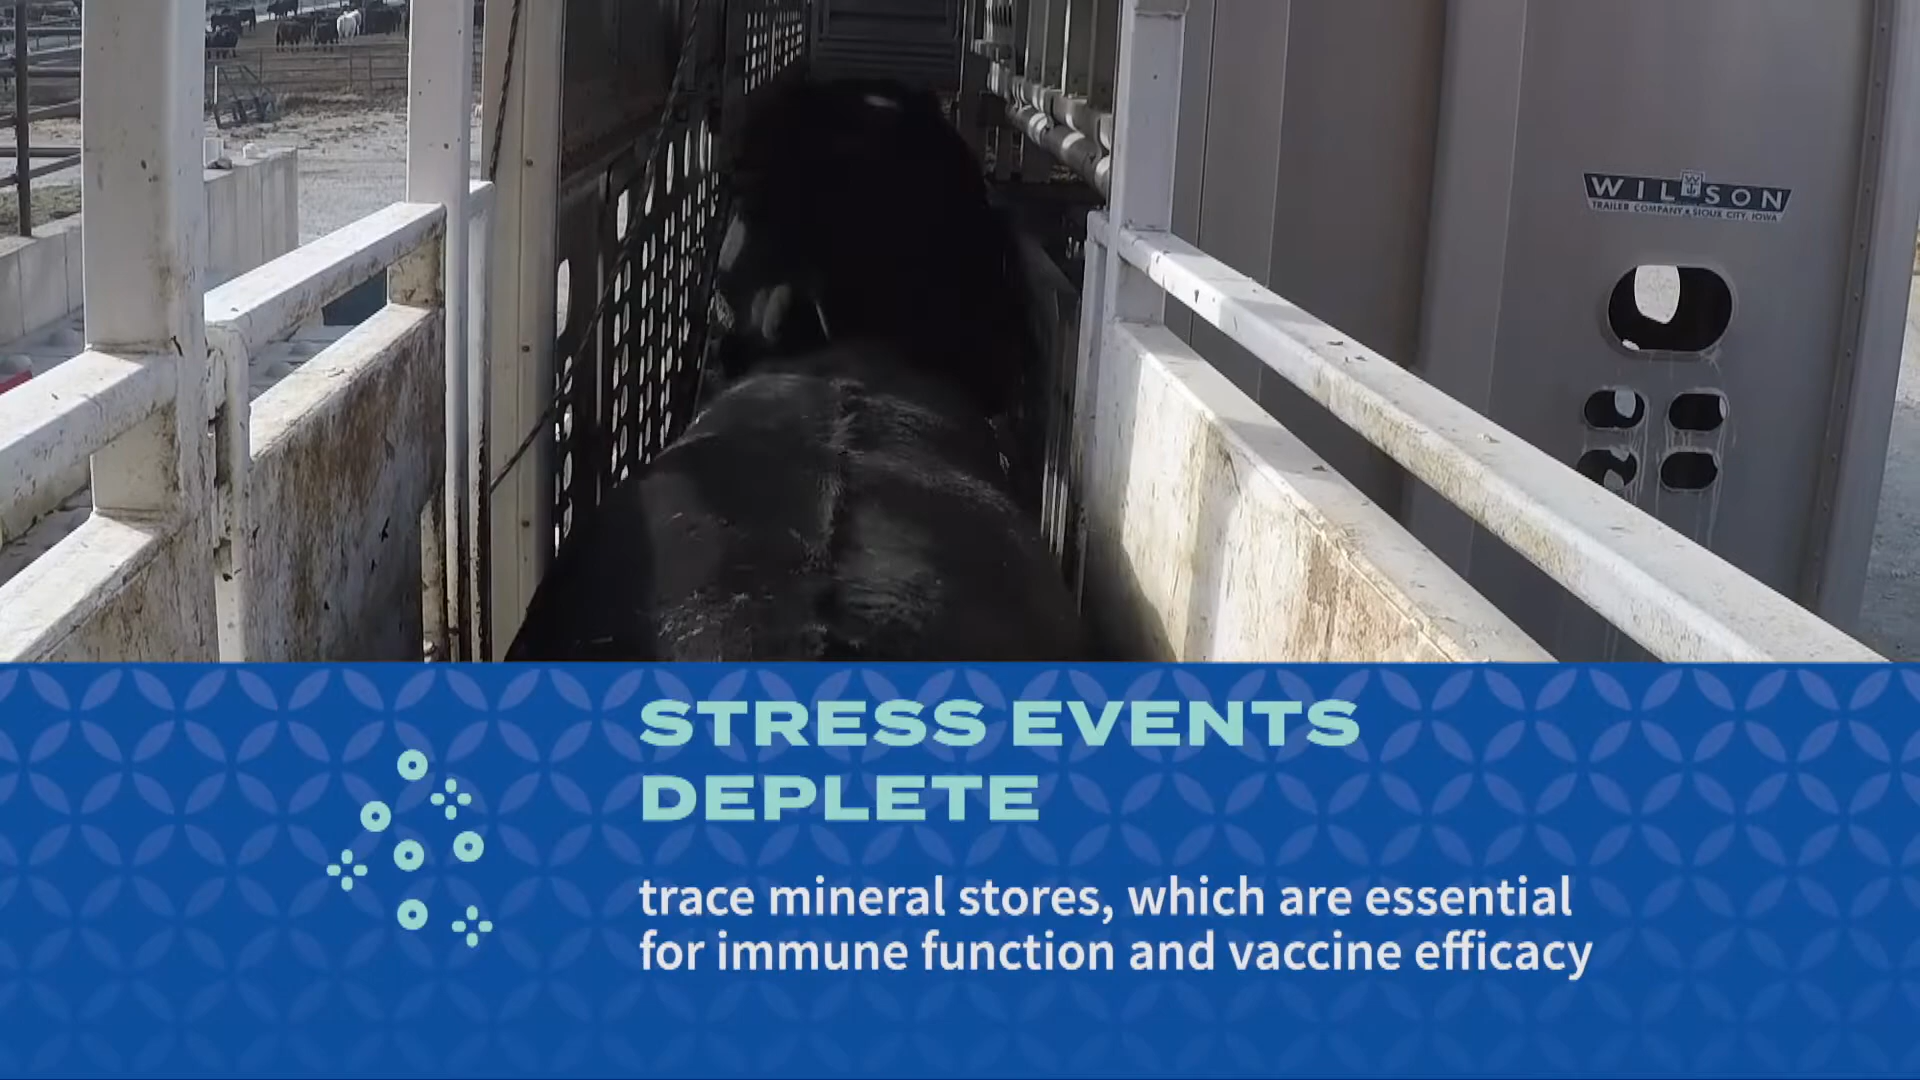 WILSON
TRAILER COMPANY • SIOUX CITY, IOWA
STRESS EVENTS
DEPLETE
trace mineral stores, which are essential
for immune function and vaccine efficacy